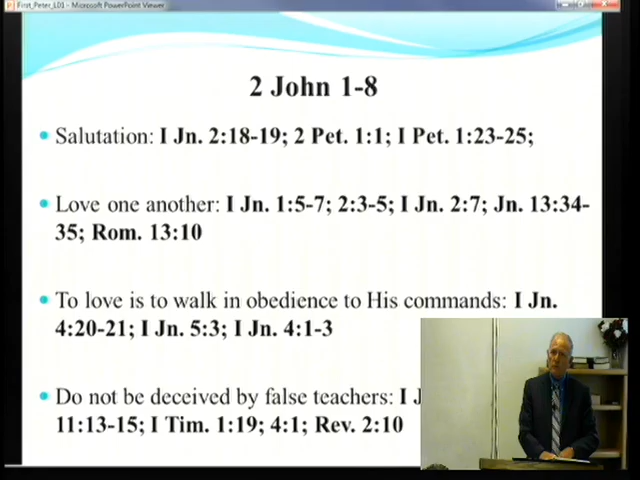 First_Peter_L01 - Microsoft PowerPoint Viewer
2 John 1-8
Salutation: I Jn. 2:18-19; 2 Pet. 1:1; I Pet. 1:23-25;
Love one another: I Jn. 1:5-7; 2:3-5; I Jn. 2:7; Jn. 13:34-
35; Rom. 13:10
To love is to walk in obedience to His commands: I Jn.
4:20-21; I Jn. 5:3; I Jn. 4:1-3
Do not be deceived by false teachers: I
11:13-15; I Tim. 1:19; 4:1; Rev. 2:10